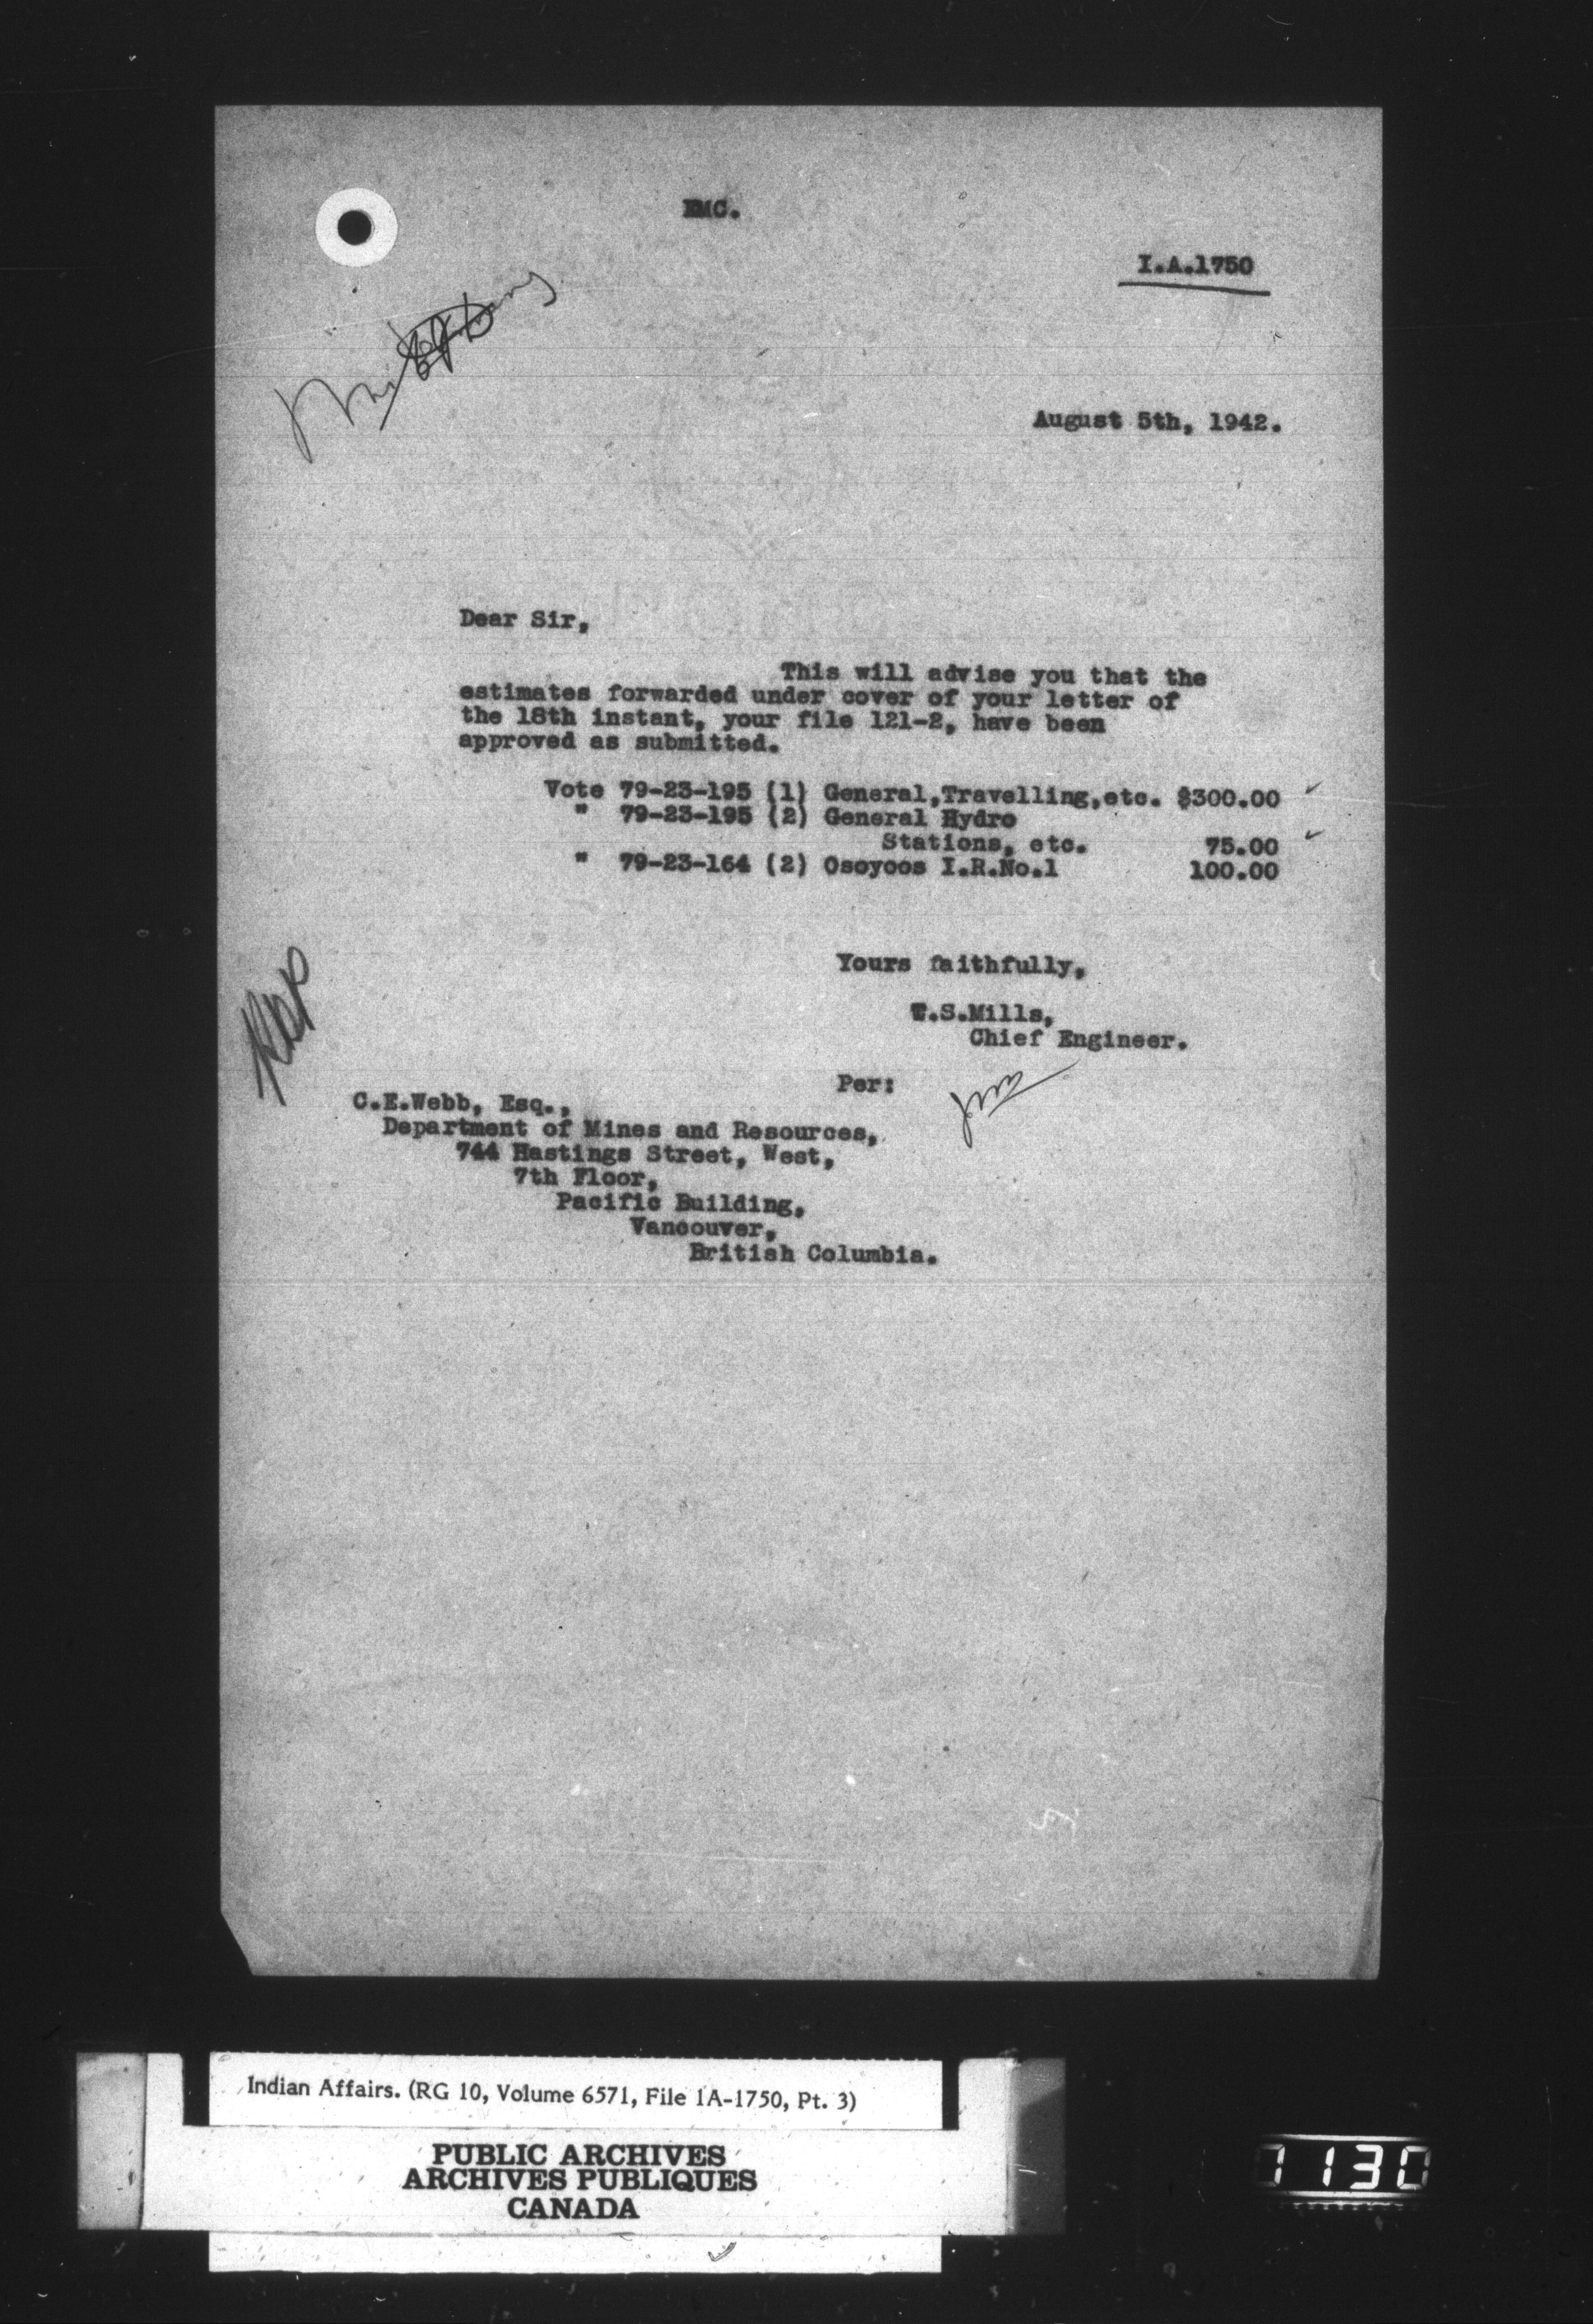 EMC.
I.A.1750
August 5th, 1942.
Dear Sir,
This will advise you that the
estimates forwarded under cover of your letter of
the 18th instant, your file 121-2, have been
approved as submitted.
Vote 79-23-195 (1) General,Travelling,etc. $300.00 ✓
" 79-23-195 (2) General Hydro
Stations, etc. 75.00 ✓
" 79-23-164 (2) Osoyoos I.R.No.1 100.00
Yours faithfully,
T.S.Mills,
Chief Engineer.
Per:
C.E.Webb, Esq.,
Department of Mines and Resources,
744 Hastings Street, West,
7th Floor,
Pacific Building,
Vancouver,
British Columbia.
Indian Affairs. (RG 10, Volume 6571, File 1A-1750, Pt. 3)
PUBLIC ARCHIVES
ARCHIVES PUBLIQUES
CANADA
1130